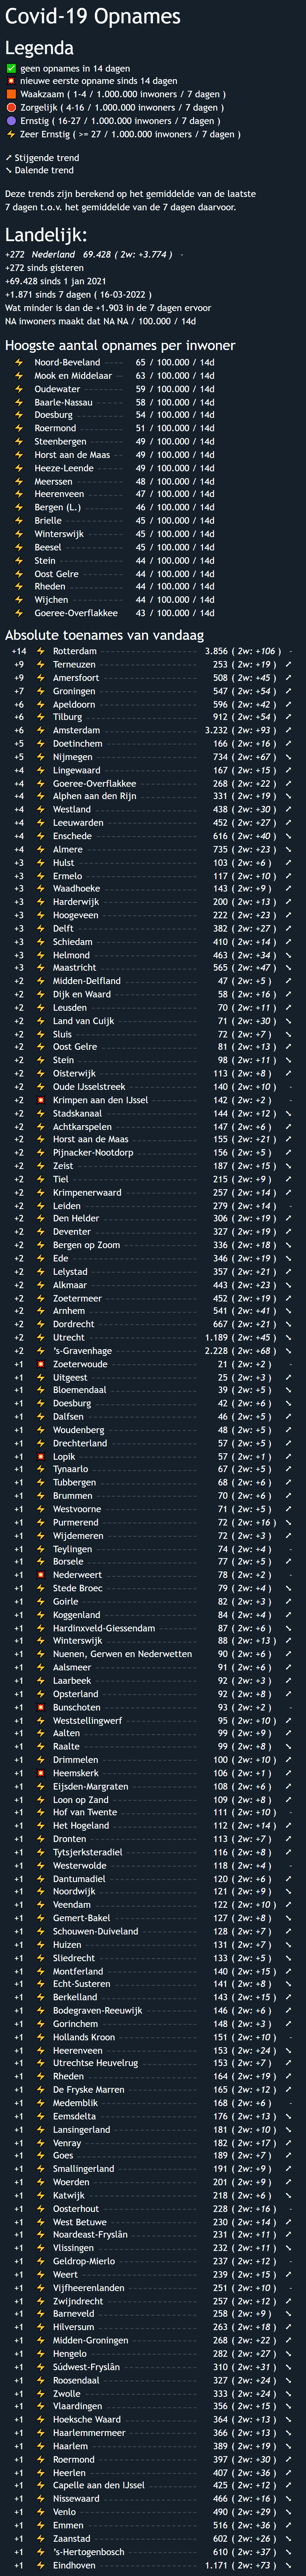 Covid-19 Opnames
Legenda
✅ geen opnames in 14 dagen
nieuwe eerste opname sinds 14 dagen
Waakzaam ( 1-4 / 1.000.000 inwoners / 7 dagen )
Zorgelijk ( 4-16 / 1.000.000 inwoners / 7 dagen )
Ernstig ( 16-27 / 1.000.000 inwoners / 7 dagen )
⚡ Zeer Ernstig ( >= 27 / 1.000.000 inwoners / 7 dagen )
⤤ Stijgende trend
⤥ Dalende trend
Deze trends zijn berekend op het gemiddelde van de laatste
7 dagen t.o.v. het gemiddelde van de 7 dagen daarvoor.
Landelijk:
+272 Nederland 69.428 ( 2w: +3.774 ) -
+272 sinds gisteren
+69.428 sinds 1 jan 2021
+1.871 sinds 7 dagen ( 16-03-2022 )
Wat minder is dan de +1.903 in de 7 dagen ervoor
NA inwoners maakt dat NA NA / 100.000 / 14d
Hoogste aantal opnames per inwoner
Noord-Beveland 65 / 100.000 / 14d
Mook en Middelaar 63 / 100.000 / 14d
Oudewater 59 / 100.000 / 14d
Baarle-Nassau 58 / 100.000 / 14d
Doesburg 54 / 100.000 / 14d
Roermond 51 / 100.000 / 14d
Steenbergen 49 / 100.000 / 14d
Horst aan de Maas 49 / 100.000 / 14d
Heeze-Leende 49 / 100.000 / 14d
Meerssen 48 / 100.000 / 14d
Heerenveen 47 / 100.000 / 14d
Bergen (L.) 46 / 100.000 / 14d
Brielle 45 / 100.000 / 14d
Winterswijk 45 / 100.000 / 14d
Beesel 45 / 100.000 / 14d
Stein 44 / 100.000 / 14d
Oost Gelre 44 / 100.000 / 14d
Rheden 44 / 100.000 / 14d
Wijchen 44 / 100.000 / 14d
Goeree-Overflakkee 43 / 100.000 / 14d
Absolute toenames van vandaag
+14 Rotterdam 3.856 ( 2w: +106 ) -
+9 Terneuzen 253 ( 2w: +19 )
+9 Amersfoort 508 ( 2w: +45 )
+7 Groningen 547 ( 2w: +54 )
+6 Apeldoorn 596 ( 2w: +42 )
+6 Tilburg 912 ( 2w: +54 )
+6 Amsterdam 3.232 ( 2w: +93 )
+5 Doetinchem 166 ( 2w: +16 )
+5 Nijmegen 734 ( 2w: +67 )
+4 Lingewaard 167 ( 2w: +15 )
+4 Goeree-Overflakkee 268 ( 2w: +22 )
+4 Alphen aan den Rijn 331 ( 2w: +19 )
+4 Westland 438 ( 2w: +30 )
+4 Leeuwarden 452 ( 2w: +27 )
+4 Enschede 616 ( 2w: +40 )
+4 Almere 735 ( 2w: +23 )
+3 Hulst 103 ( 2w: +6 )
+3 Ermelo 117 ( 2w: +10 )
+3 Waadhoeke 143 ( 2w: +9 )
+3 Harderwijk 200 ( 2w: +13 )
+3 Hoogeveen 222 ( 2w: +23 )
+3 Delft 382 ( 2w: +27 )
+3 Schiedam 410 ( 2w: +14 )
+3 Helmond 463 ( 2w: +34 )
+3 Maastricht 565 ( 2w: +47 )
+2 Midden-Delfland 47 ( 2w: +5 )
+2 Dijk en Waard 58 ( 2w: +16 )
+2 Leusden 70 ( 2w: +11 )
+2 Land van Cuijk 71 ( 2w: +30 )
+2 Sluis 72 ( 2w: +7 )
+2 Oost Gelre 81 ( 2w: +13 )
+2 Stein 98 ( 2w: +11 )
+2 Oisterwijk 113 ( 2w: +8 )
+2 Oude IJsselstreek 140 ( 2w: +10 ) -
+2 Krimpen aan den IJssel 142 ( 2w: +2 ) -
+2 Stadskanaal 144 ( 2w: +12 )
+2 Achtkarspelen 147 ( 2w: +6 )
+2 Horst aan de Maas 155 ( 2w: +21 )
+2 Pijnacker-Nootdorp 156 ( 2w: +5 )
+2 Zeist 187 ( 2w: +15 )
+2 Tiel 215 ( 2w: +9 )
+2 Krimpenerwaard 257 ( 2w: +14 )
+2 Leiden 279 ( 2w: +14 ) -
+2 Den Helder 306 ( 2w: +19 )
+2 Deventer 327 ( 2w: +19 )
+2 Bergen op Zoom 336 ( 2w: +18 )
+2 Ede 346 ( 2w: +19 )
+2 Lelystad 357 ( 2w: +21 )
+2 Alkmaar 443 ( 2w: +23 )
+2 Zoetermeer 452 ( 2w: +19 )
+2 Arnhem 541 ( 2w: +41 )
+2 Dordrecht 667 ( 2w: +21 )
+2 Utrecht 1.189 ( 2w: +45 )
+2 's-Gravenhage 2.228 ( 2w: +68 )
+1 Zoeterwoude 21 ( 2w: +2 ) -
+1 Uitgeest 25 ( 2w: +3 )
+1 Bloemendaal 39 ( 2w: +5 )
+1 Doesburg 42 ( 2w: +6 )
+1 Dalfsen 46 ( 2w: +5 )
+1 Woudenberg 48 ( 2w: +5 )
+1 Drechterland 57 ( 2w: +5 )
+1 Lopik 57 ( 2w: +1 )
+1 Tynaarlo 67 ( 2w: +5 )
+1 Tubbergen 68 ( 2w: +6 )
+1 Brummen 70 ( 2w: +6 )
+1 Westvoorne 71 ( 2w: +5 )
+1 Purmerend 72 ( 2w: +16 )
+1 Wijdemeren 72 ( 2w: +3 )
+1 Teylingen 74 ( 2w: +4 ) -
+1 Borsele 77 ( 2w: +5 )
+1 Nederweert 78 ( 2w: +2 ) -
+1 Stede Broec 79 ( 2w: +4 )
+1 Goirle 82 ( 2w: +3 )
+1 Koggenland 84 ( 2w: +4 )
+1 Hardinxveld-Giessendam 87 ( 2w: +6 )
+1 Winterswijk 88 ( 2w: +13 )
+1 Nuenen, Gerwen en Nederwetten 90 ( 2w: +6 )
+1 Aalsmeer 91 ( 2w: +6 )
+1 Laarbeek 92 ( 2w: +3 )
+1 Opsterland 92 ( 2w: +8 )
+1 Bunschoten 93 ( 2w: +2 ) -
+1 Weststellingwerf 95 ( 2w: +10 )
+1 Aalten 99 ( 2w: +9 )
+1 Raalte 99 ( 2w: +8 )
+1 Drimmelen 100 ( 2w: +10 )
+1 Heemskerk 106 ( 2w: +1 )
+1 Eijsden-Margraten 108 ( 2w: +6 )
+1 Loon op Zand 109 ( 2w: +8 )
+1 Hof van Twente 111 ( 2w: +10 ) -
+1 Het Hogeland 112 ( 2w: +14 )
+1 Dronten 113 ( 2w: +7 )
+1 Tytsjerksteradiel 116 ( 2w: +8 )
+1 Westerwolde 118 ( 2w: +4 ) -
+1 Dantumadiel 120 ( 2w: +6 )
+1 Noordwijk 121 ( 2w: +9 )
+1 Veendam 122 ( 2w: +10 )
+1 Gemert-Bakel 127 ( 2w: +8 )
+1 Schouwen-Duiveland 128 ( 2w: +7 )
+1 Huizen 131 ( 2w: +7 )
+1 Sliedrecht 133 ( 2w: +5 )
+1 Montferland 140 ( 2w: +15 )
+1 Echt-Susteren 141 ( 2w: +8 )
+1 Berkelland 143 ( 2w: +15 )
+1 Bodegraven-Reeuwijk 146 ( 2w: +6 )
+1 Gorinchem 148 ( 2w: +3 )
+1 Hollands Kroon 151 ( 2w: +10 ) -
+1 Heerenveen 153 ( 2w: +24 )
+1 Utrechtse Heuvelrug 153 ( 2w: +7 )
+1 Rheden 164 ( 2w: +19 )
+1 De Fryske Marren 165 ( 2w: +12 )
+1 Medemblik 168 ( 2w: +6 ) -
+1 Eemsdelta 176 ( 2w: +13 )
+1 Lansingerland 181 ( 2w: +10 )
+1 Venray 182 ( 2w: +17 )
+1 Goes 189 ( 2w: +7 )
+1 Smallingerland 191 ( 2w: +9 )
+1 Woerden 201 ( 2w: +9 )
+1 Katwijk 218 ( 2w: +6 )
+1 Oosterhout 228 ( 2w: +16 ) -
+1 West Betuwe 230 ( 2w: +14 )
+1 Noardeast-Fryslân 231 ( 2w: +11 )
+1 Vlissingen 232 ( 2w: +11 )
+1 Geldrop-Mierlo 237 ( 2w: +12 ) -
+1 Weert 239 ( 2w: +15 )
+1 Vijfheerenlanden 251 ( 2w: +10 ) -
+1 Zwijndrecht 257 ( 2w: +12 )
+1 Barneveld 258 ( 2w: +9 )
+1 Hilversum 263 ( 2w: +18 )
+1 Midden-Groningen 268 ( 2w: +22 )
+1 Hengelo 282 ( 2w: +27 )
+1 Súdwest-Fryslân 310 ( 2w: +31 )
+1 Roosendaal 327 ( 2w: +24 )
+1 Zwolle 333 ( 2w: +24 )
+1 Vlaardingen 356 ( 2w: +15 )
+1 Hoeksche Waard 364 ( 2w: +13 )
+1 Haarlemmermeer 366 ( 2w: +13 )
+1 Haarlem 389 ( 2w: +19 )
+1 Roermond 397 ( 2w: +30 )
+1 Heerlen 407 ( 2w: +36 )
+1 Capelle aan den IJssel 425 ( 2w: +12 )
+1 Nissewaard 466 ( 2w: +16 )
+1 Venlo 490 ( 2w: +29 )
+1 Emmen 516 ( 2w: +36 )
+1 Zaanstad 602 ( 2w: +26 )
+1 's-Hertogenbosch 610 ( 2w: +37 )
+1 Eindhoven 1.171 ( 2w: +73 )